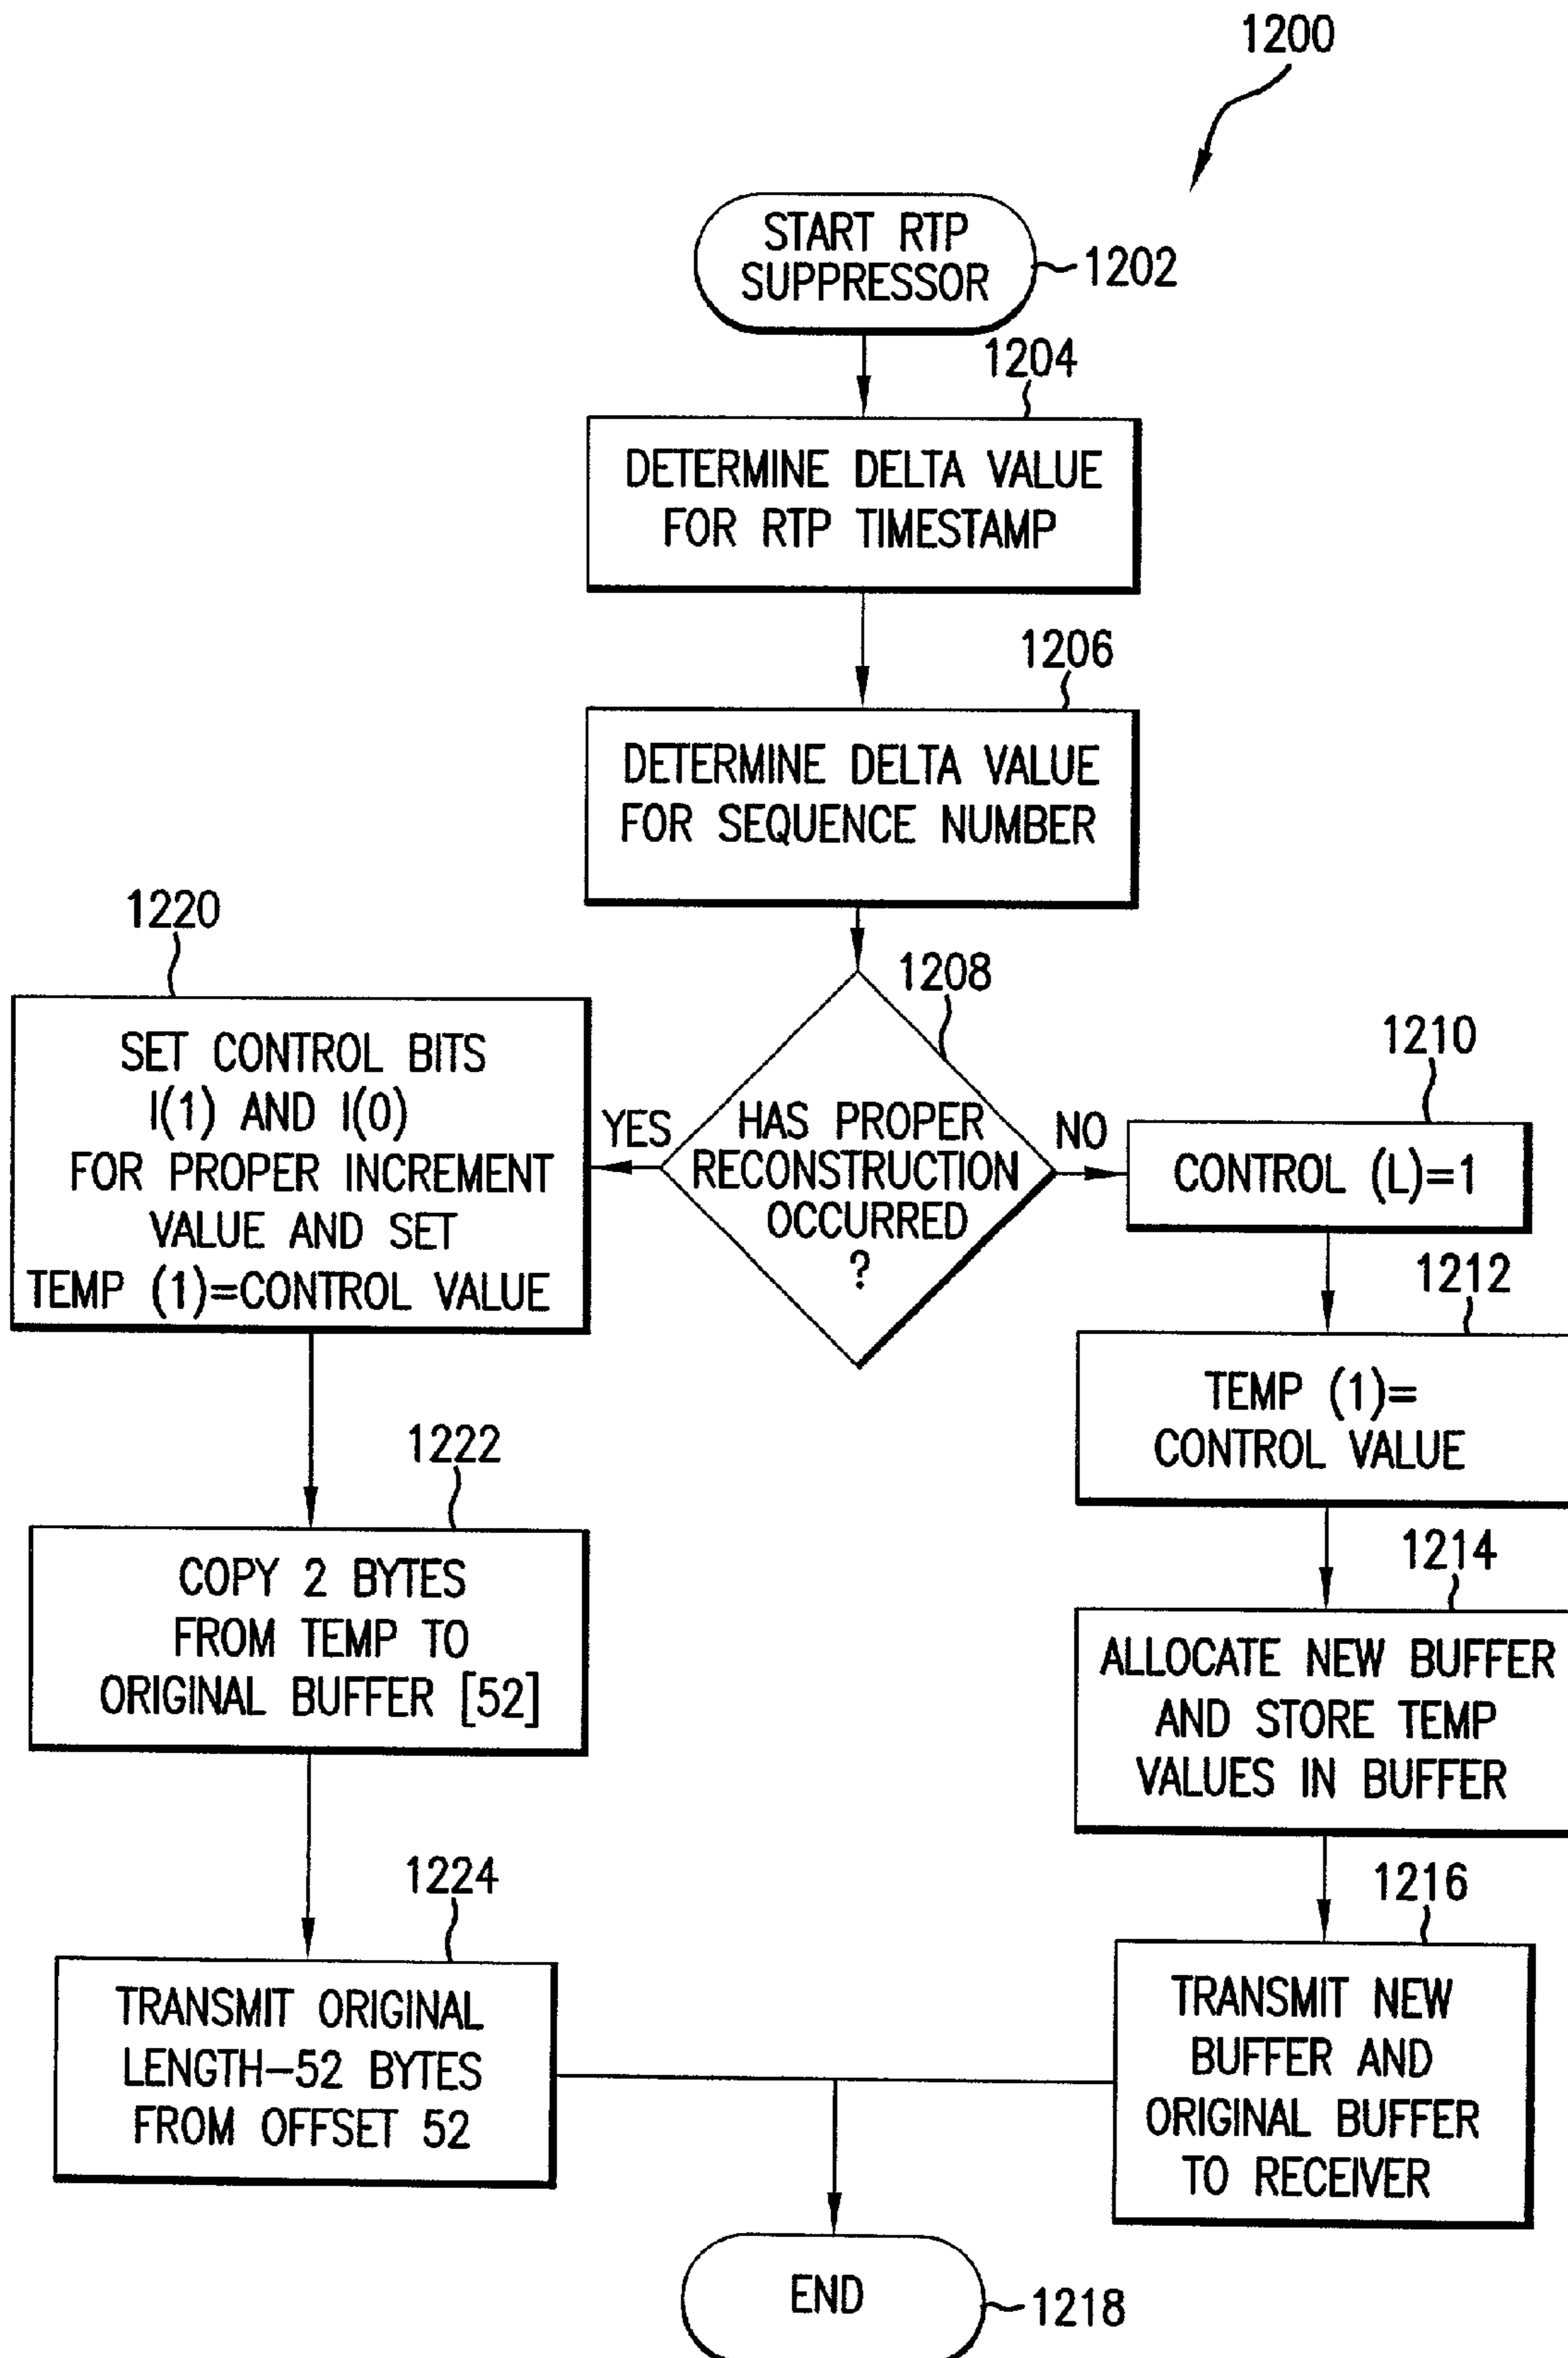 1200
START RTP
SUPPRESSOR
1202
1204
DETERMINE DELTA VALUE
FOR RTP TIMESTAMP
1206
DETERMINE DELTA VALUE
FOR SEQUENCE NUMBER
1208
HAS PROPER
RECONSTRUCTION
OCCURRED
?
YES
NO
1220
SET CONTROL BITS
I(1) AND I(0)
FOR PROPER INCREMENT
VALUE AND SET
TEMP (1)=CONTROL VALUE
1222
COPY 2 BYTES
FROM TEMP TO
ORIGINAL BUFFER [52]
1224
TRANSMIT ORIGINAL
LENGTH-52 BYTES
FROM OFFSET 52
1210
CONTROL (L)=1
1212
TEMP (1)=
CONTROL VALUE
1214
ALLOCATE NEW BUFFER
AND STORE TEMP
VALUES IN BUFFER
1216
TRANSMIT NEW
BUFFER AND
ORIGINAL BUFFER
TO RECEIVER
END
1218